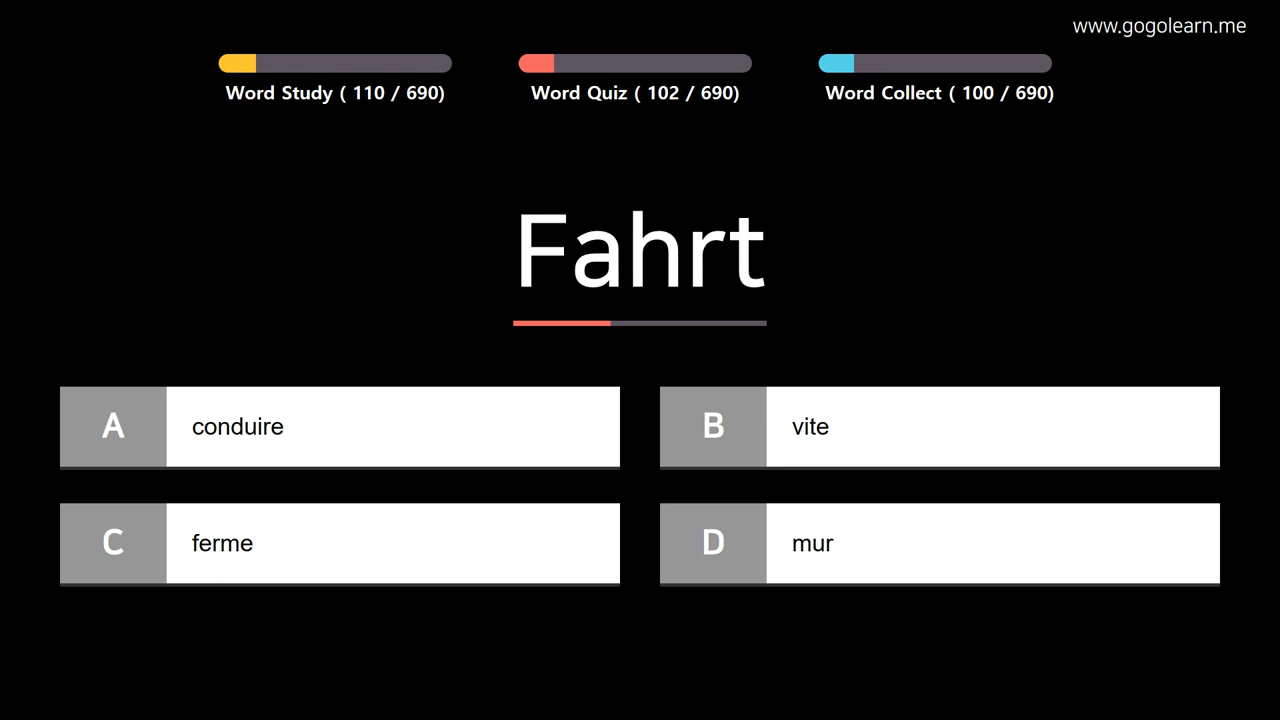 www.gogolearn.me
Word Study ( 110 / 690)
Word Quiz ( 102 / 690)
Word Collect ( 100 / 690)
Fahrt
A conduire
B vite
C ferme
D mur